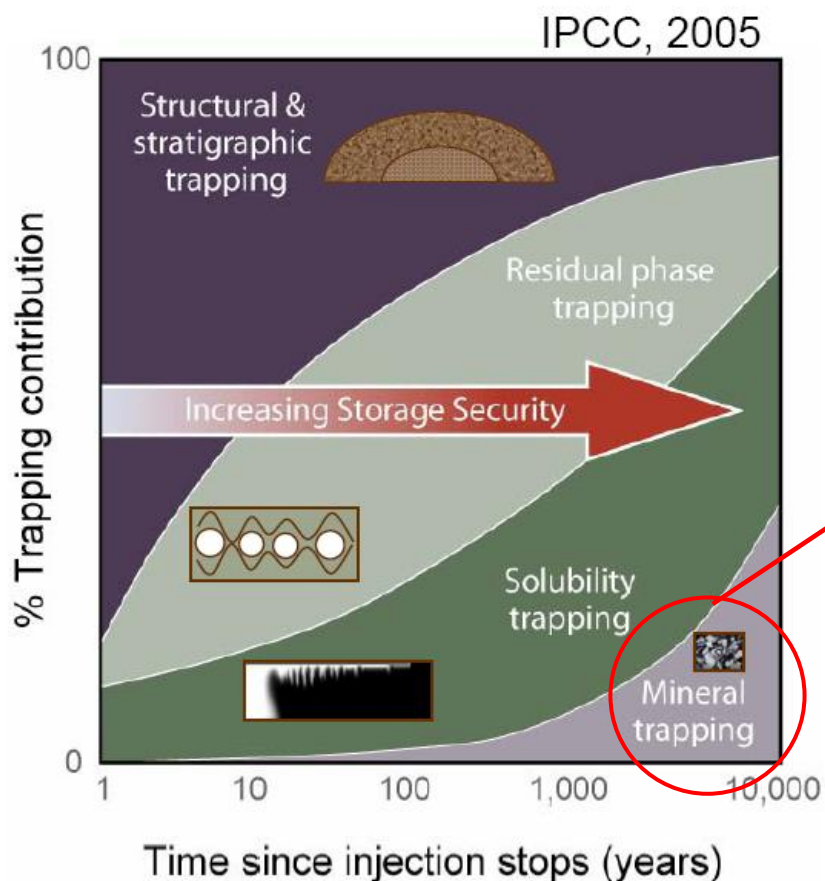 IPCC, 2005
100
Structural &
stratigraphic
trapping
Residual phase
trapping
Increasing Storage Security
% Trapping contribution
Solubility
trapping
Mineral
trapping
0
1 10 100 1,000 10,000
Time since injection stops (years)